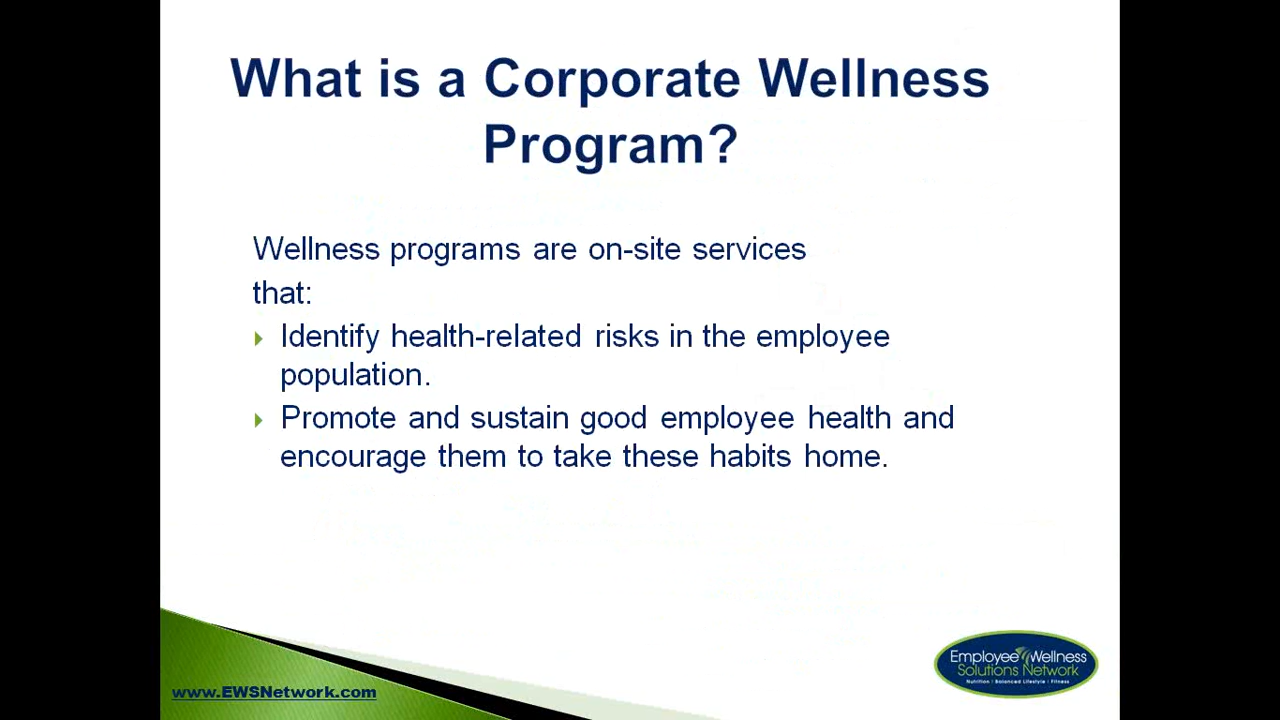 What is a Corporate Wellness
Program?
Wellness programs are on-site services
that:
Identify health-related risks in the employee
population.
Promote and sustain good employee health and
encourage them to take these habits home.
www.EWSNetwork.com
Employee Wellness
Solutions Network
Nutrition | Balanced Lifestyle | Fitness